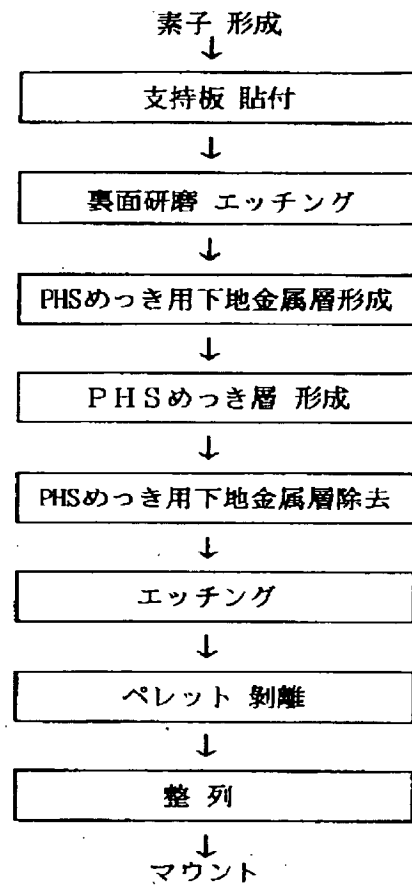 素子 形成
↓
支持板 貼付
↓
裏面研磨 エッチング
↓
PHSめっき用下地金属層形成
↓
PHSめっき層 形成
↓
PHSめっき用下地金属層除去
↓
エッチング
↓
ペレット 剝離
↓
整 列
↓
マウント